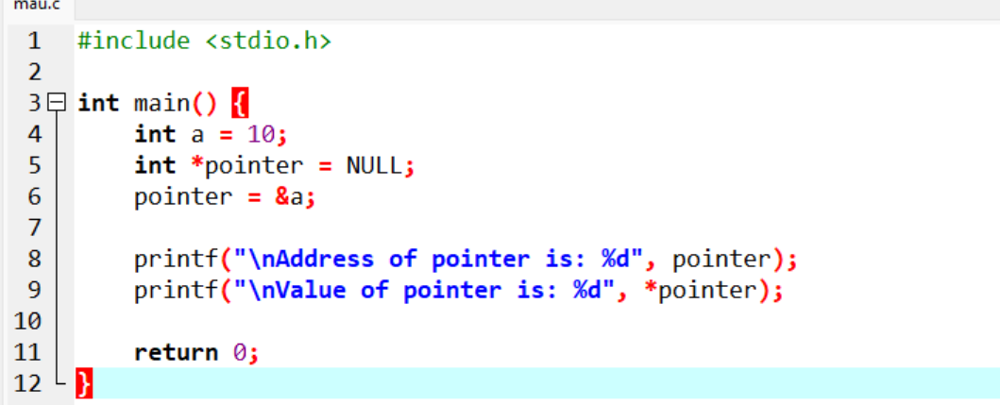 mau.c
1 #include <stdio.h>
2
3 int main() {
4     int a = 10;
5     int *pointer = NULL;
6     pointer = &a;
7
8     printf("\nAddress of pointer is: %d", pointer);
9     printf("\nValue of pointer is: %d", *pointer);
10
11     return 0;
12 }